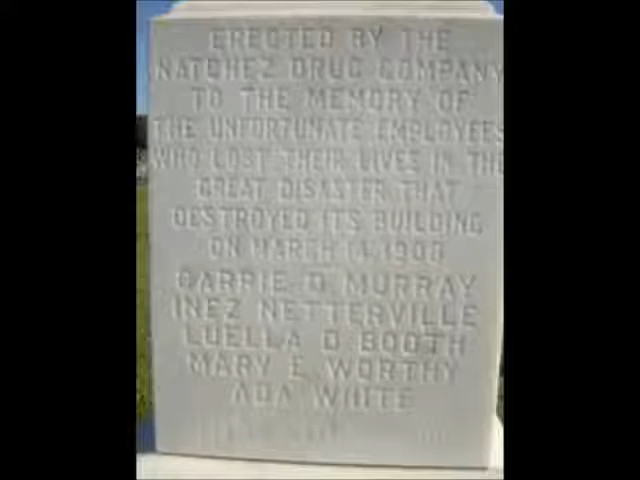 ERECTED BY THE
NATCHEZ DRUG COMPANY
TO THE MEMORY OF
THE UNFORTUNATE EMPLOYEES
WHO LOST THEIR LIVES IN THE
GREAT DISASTER THAT
DESTROYED ITS BUILDING
ON MARCH 14, 1908
CARRIE D MURRAY
INEZ NETTERVILLE
LUELLA D BOOTH
MARY E WORTHY
ADA WHITE